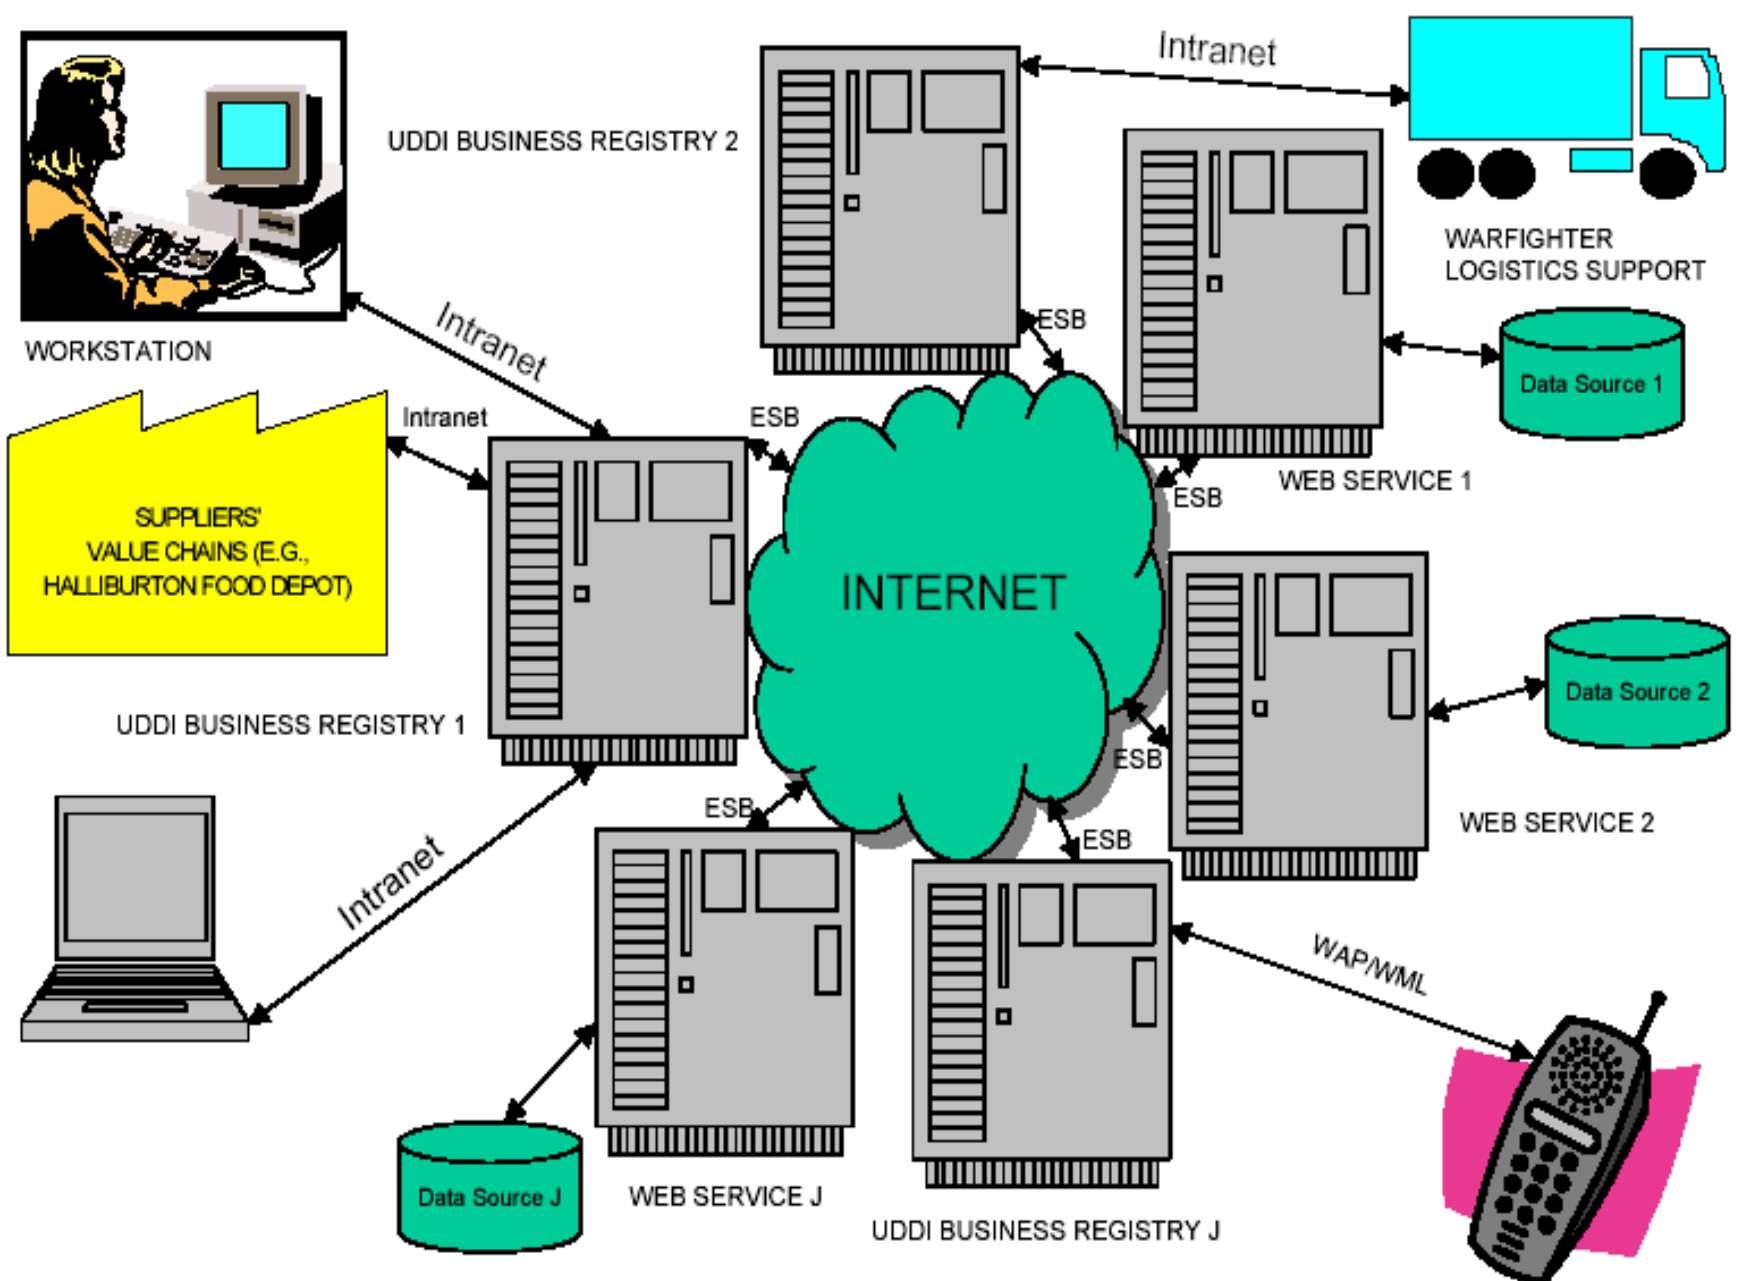 Intranet
UDDI BUSINESS REGISTRY 2
WARFIGHTER
LOGISTICS SUPPORT
WORKSTATION
Intranet
ESB
Data Source 1
Intranet
ESB
WEB SERVICE 1
ESB
SUPPLIERS'
VALUE CHAINS (E.G.,
HALLIBURTON FOOD DEPOT)
INTERNET
UDDI BUSINESS REGISTRY 1
Data Source 2
ESB
WEB SERVICE 2
ESB
ESB
Intranet
WAP/WML
Data Source J
WEB SERVICE J
UDDI BUSINESS REGISTRY J